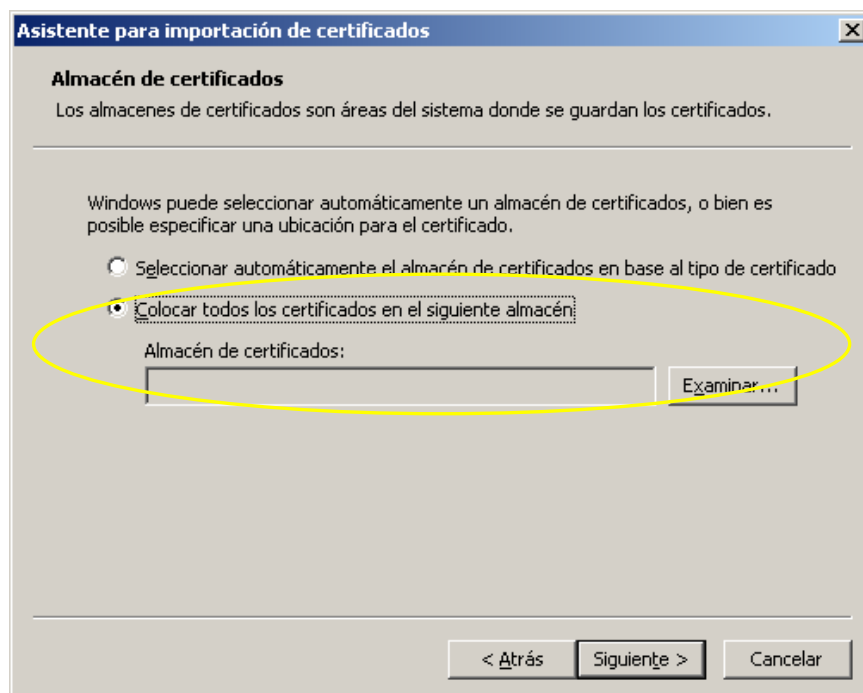 Asistente para importación de certificados
Almacén de certificados
Los almacenes de certificados son áreas del sistema donde se guardan los certificados.
Windows puede seleccionar automáticamente un almacén de certificados, o bien es
posible especificar una ubicación para el certificado.
Seleccionar automáticamente el almacén de certificados en base al tipo de certificado
Colocar todos los certificados en el siguiente almacén
Almacén de certificados:
Examinar...
< Atrás Siguiente > Cancelar